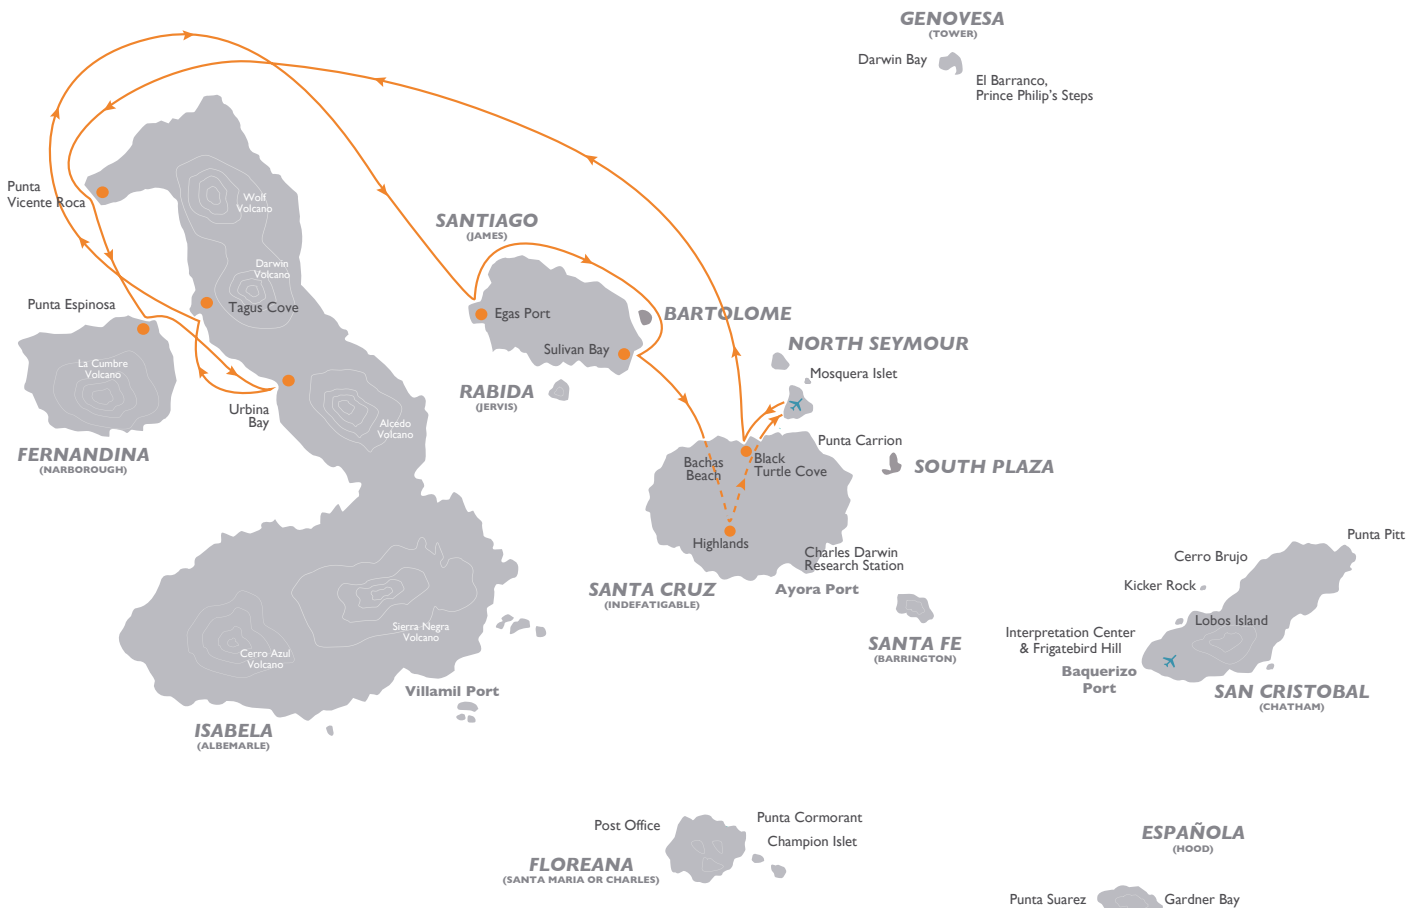 GENOVESA
(TOWER)
Darwin Bay
El Barranco,
Prince Philip's Steps
Punta
Vicente Roca
Wolf
Volcano
Darwin
Volcano
Tagus Cove
Punta Espinosa
La Cumbre
Volcano
FERNANDINA
(NARBOROUGH)
Urbina
Bay
Alcedo
Volcano
SANTIAGO
(JAMES)
Egas Port
Sulivan Bay
BARTOLOME
RABIDA
(JERVIS)
NORTH SEYMOUR
Mosquera Islet
Punta Carrion
SOUTH PLAZA
Bachas
Beach
Black
Turtle Cove
Highlands
Charles Darwin
Research Station
Ayora Port
SANTA CRUZ
(INDEFATIGABLE)
SANTA FE
(BARRINGTON)
Punta Pitt
Cerro Brujo
Kicker Rock
Lobos Island
Interpretation Center
& Frigatebird Hill
Baquerizo
Port
SAN CRISTOBAL
(CHATHAM)
Sierra Negra
Volcano
Cerro Azul
Volcano
Villamil Port
ISABELA
(ALBEMARLE)
Post Office
Punta Cormorant
Champion Islet
FLOREANA
(SANTA MARIA OR CHARLES)
ESPAÑOLA
(HOOD)
Punta Suarez
Gardner Bay